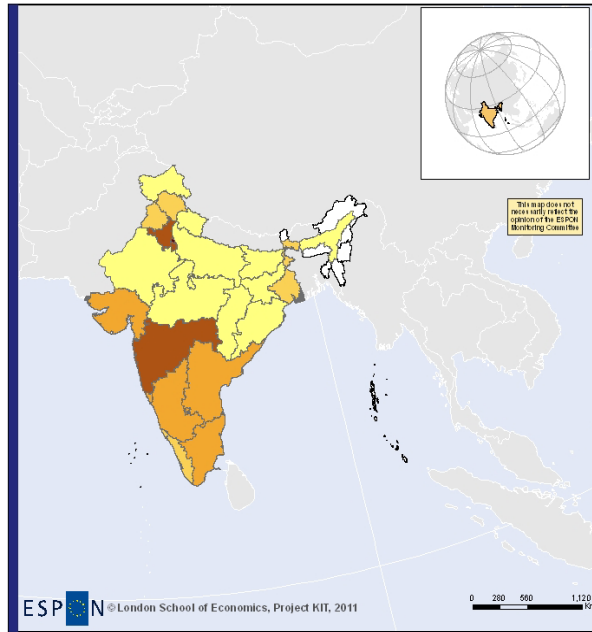 This map does not
necessarily reflect the
opinion of the ESPON
Monitoring Committee
ESPON © London School of Economics, Project KIT, 2011
0 280 560 1,120
Km